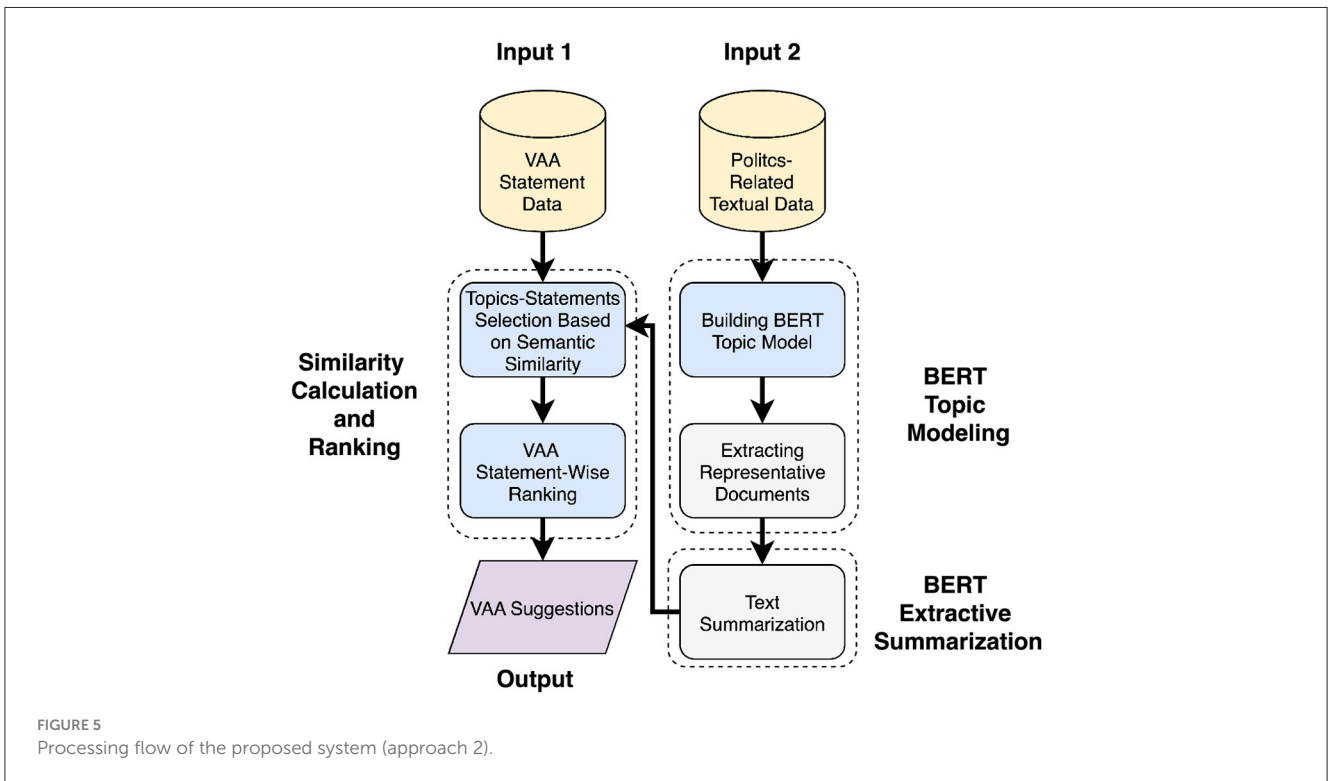 Input 1
Input 2
VAA
Statement
Data
Politcs-
Related
Textual Data
Topics-Statements
Selection Based
on Semantic
Similarity
Building BERT
Topic Model
Similarity
Calculation
and
Ranking
BERT
Topic
Modeling
VAA
Statement-Wise
Ranking
Extracting
Representative
Documents
VAA Suggestions
Text
Summarization
BERT
Extractive
Summarization
Output
FIGURE 5
Processing flow of the proposed system (approach 2).